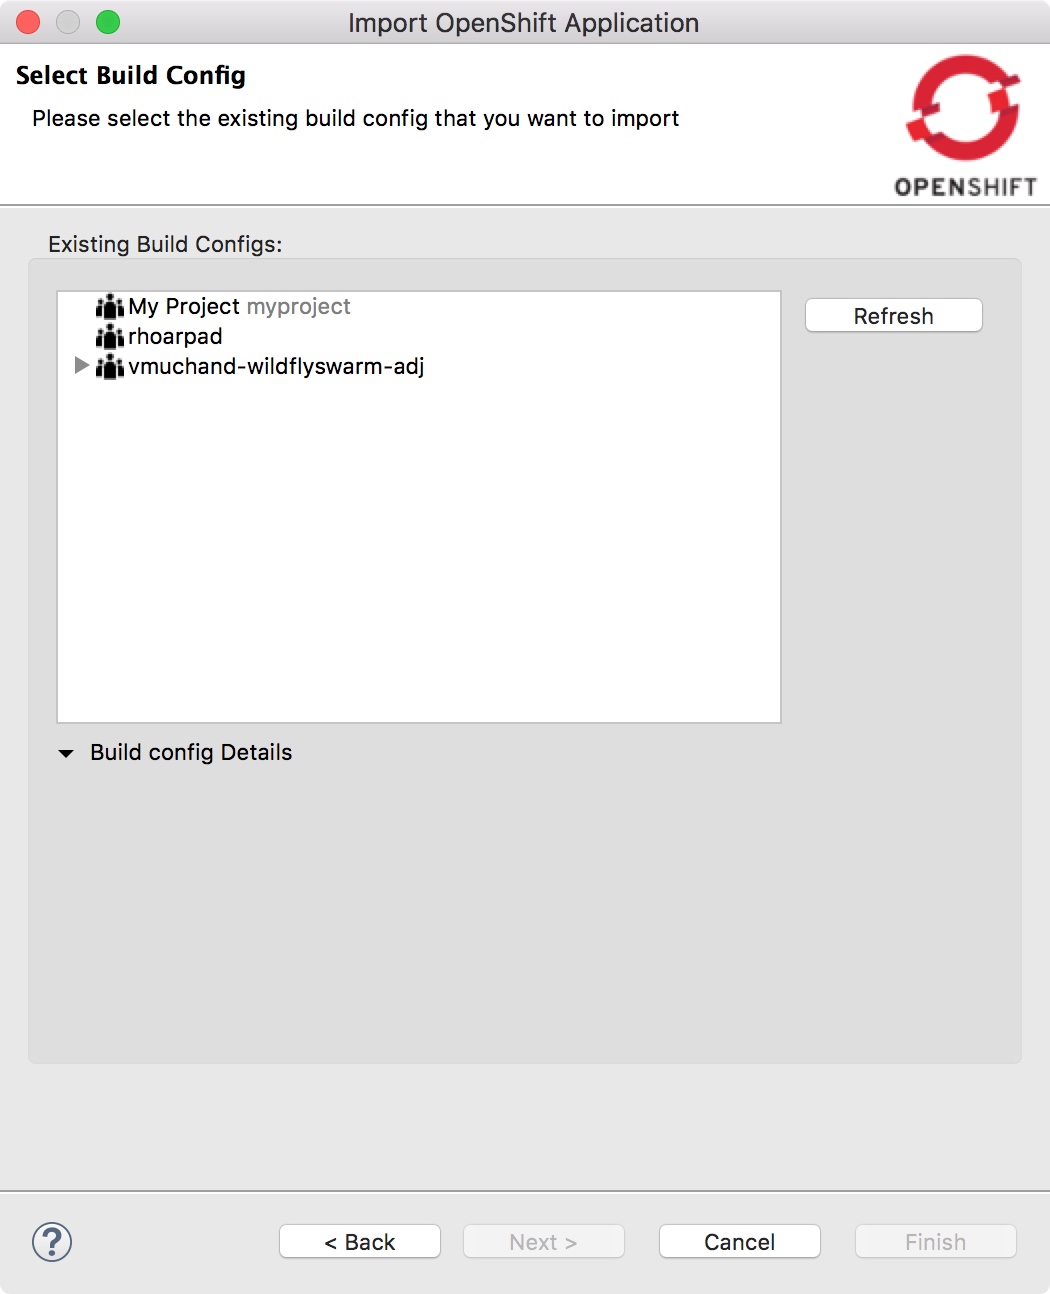 Import OpenShift Application
Select Build Config
Please select the existing build config that you want to import
OPENSHIFT
Existing Build Configs:
My Project myproject
Refresh
rhoarpad
vmuchand-wildflyswarm-adj
Build config Details
?
< Back
Next >
Cancel
Finish